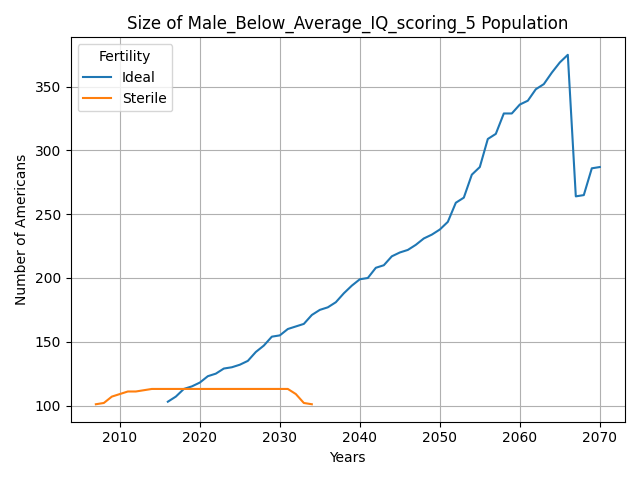 Size of Male_Below_Average_IQ_scoring_5 Population
Fertility
Ideal
Sterile
Number of Americans
350
300
250
200
150
100
2010 2020 2030 2040 2050 2060 2070
Years